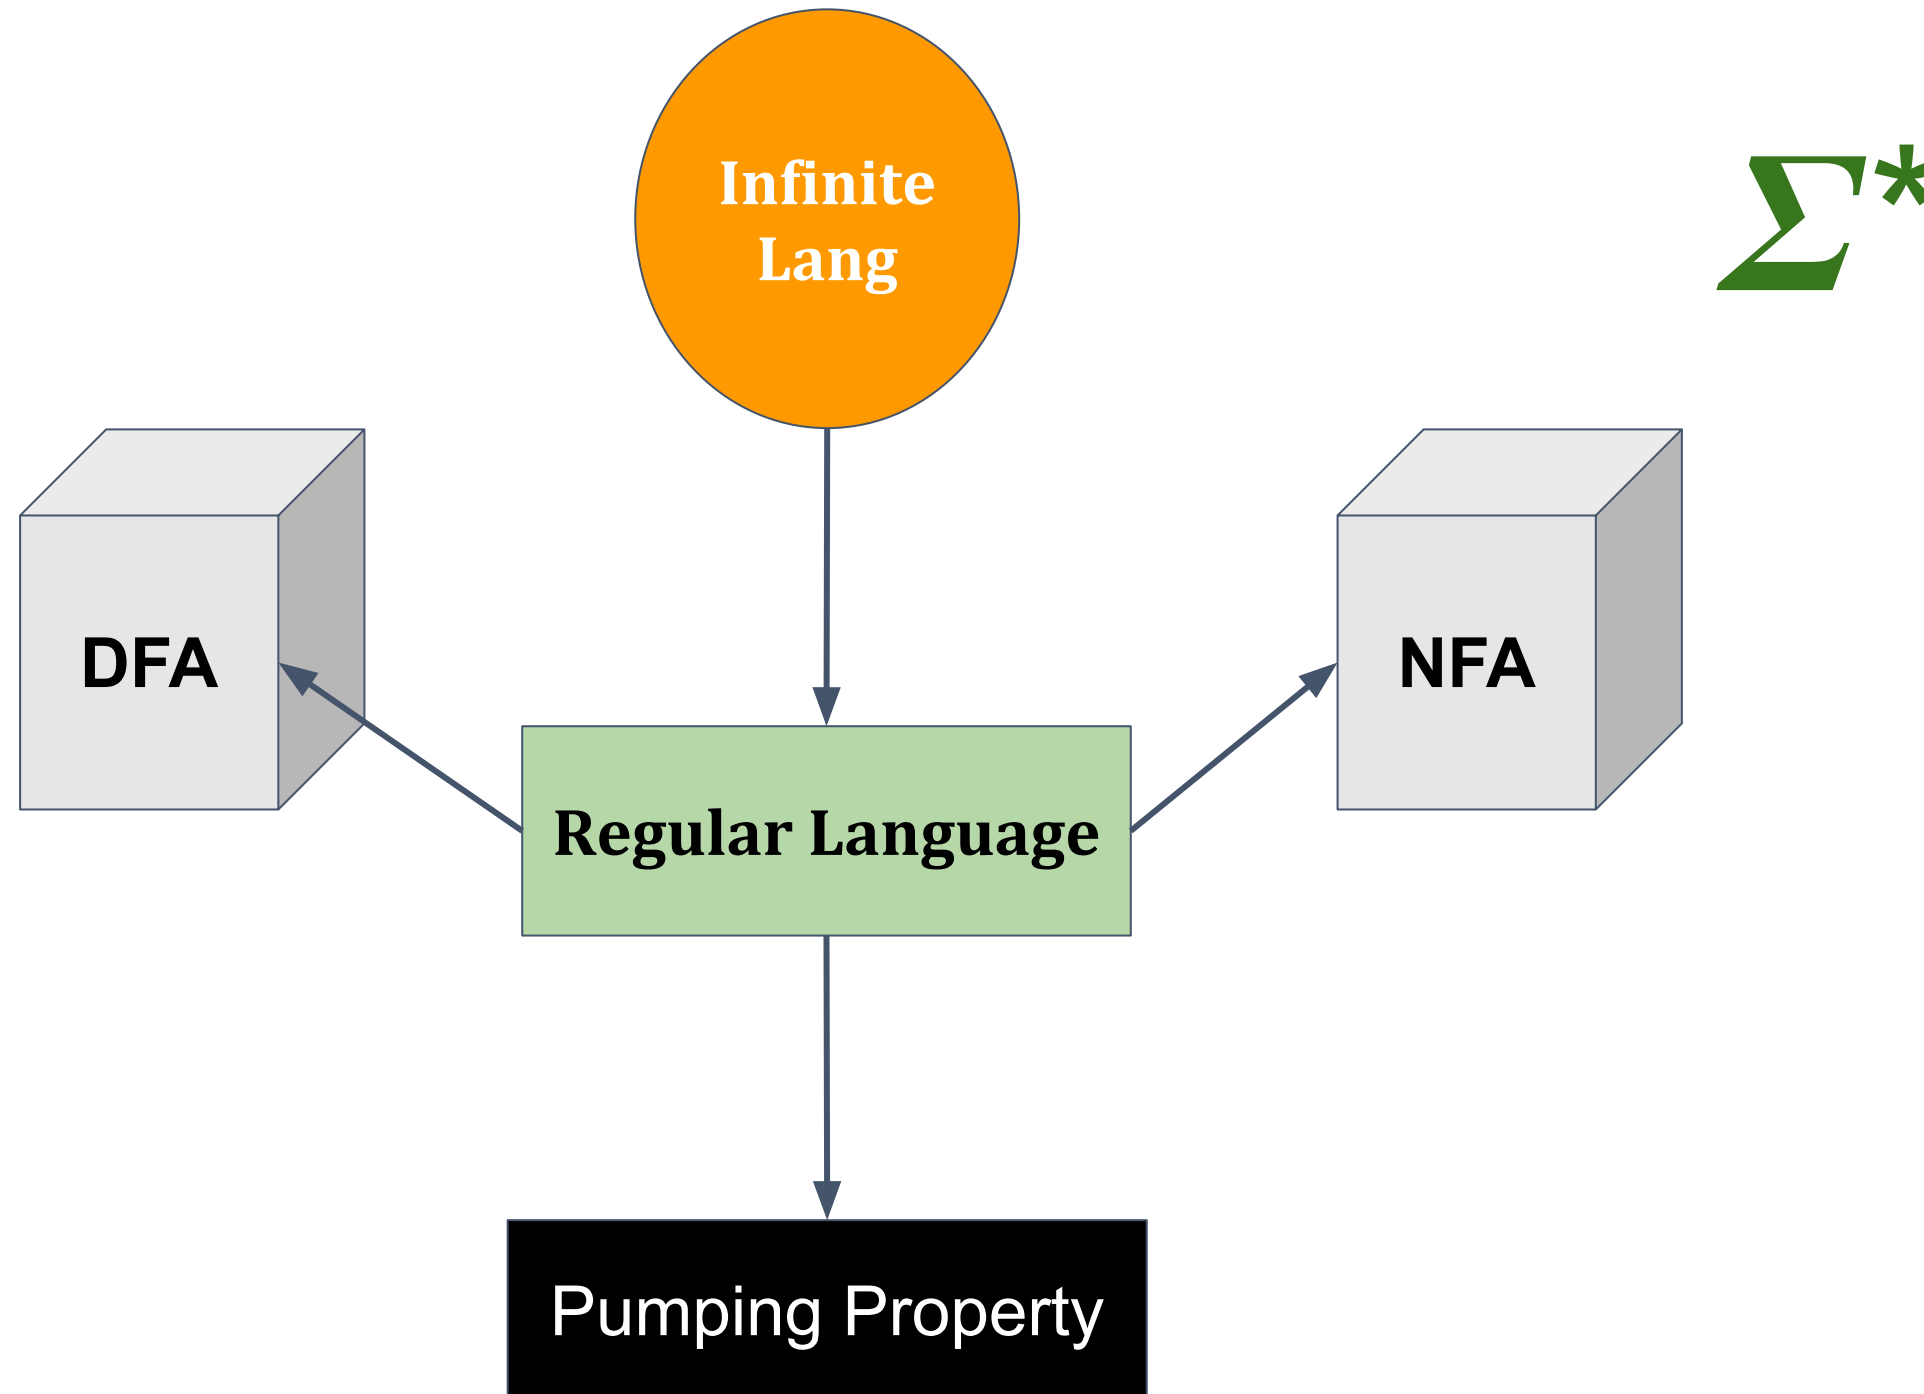 Infinite
Lang
Σ*
DFA
NFA
Regular Language
Pumping Property